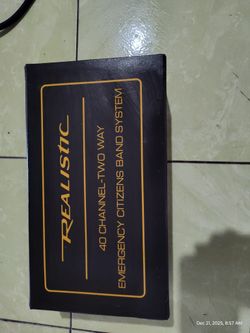 REALISTIC
40 CHANNEL-TWO WAY
EMERGENCY CITIZENS BAND SYSTEM
Dec 31, 2025, 8:57 AM